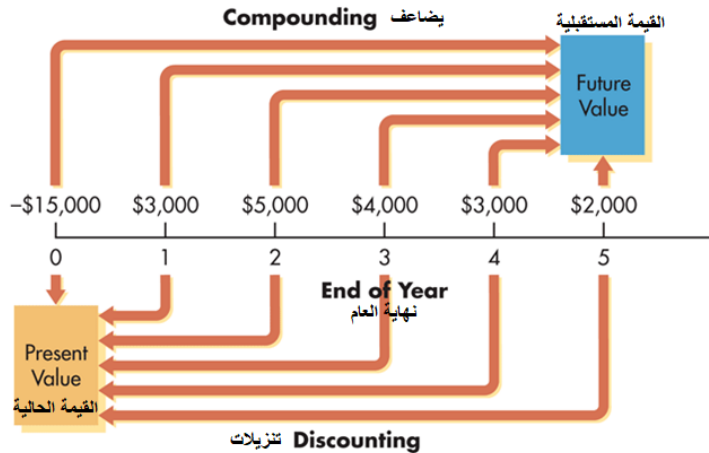 Compounding يضاعف
القيمة المستقبلية
Future
Value
–$15,000 $3,000 $5,000 $4,000 $3,000 $2,000
0 1 2 3 4 5
End of Year
نهاية العام
Present
Value
القيمة الحالية
تنزيلات Discounting